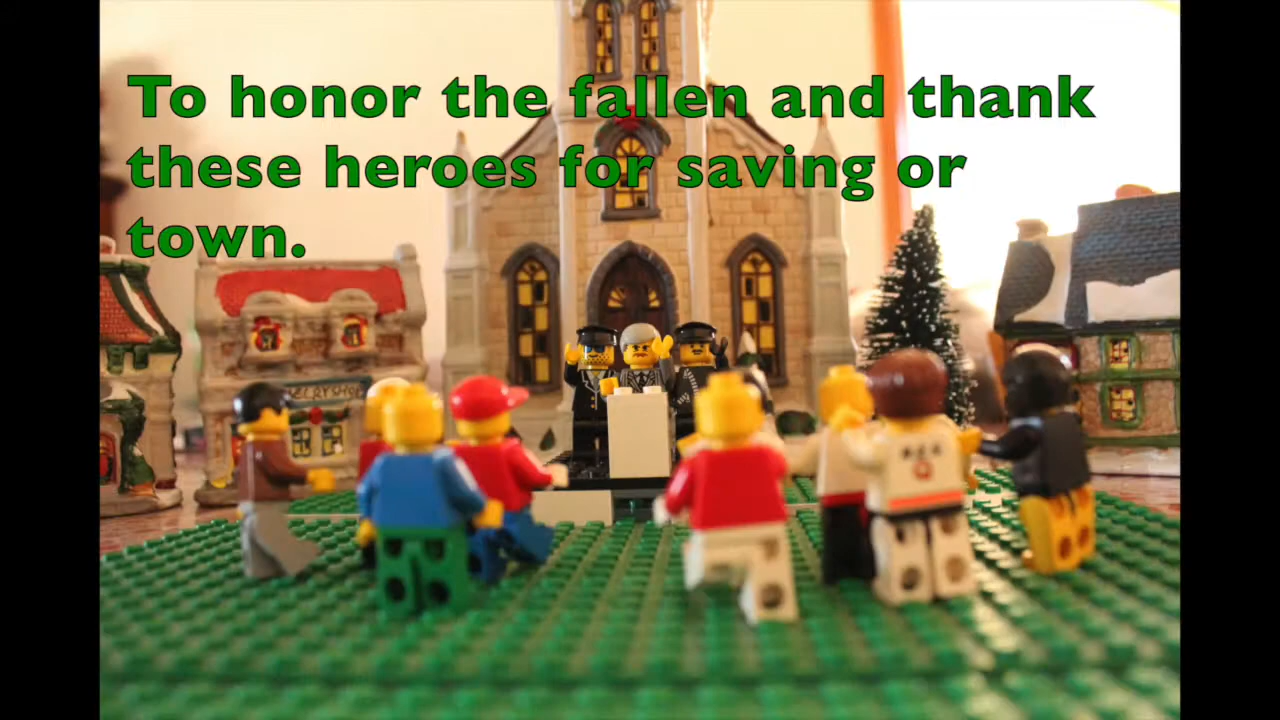 To honor the fallen and thank
these heroes for saving or
town.